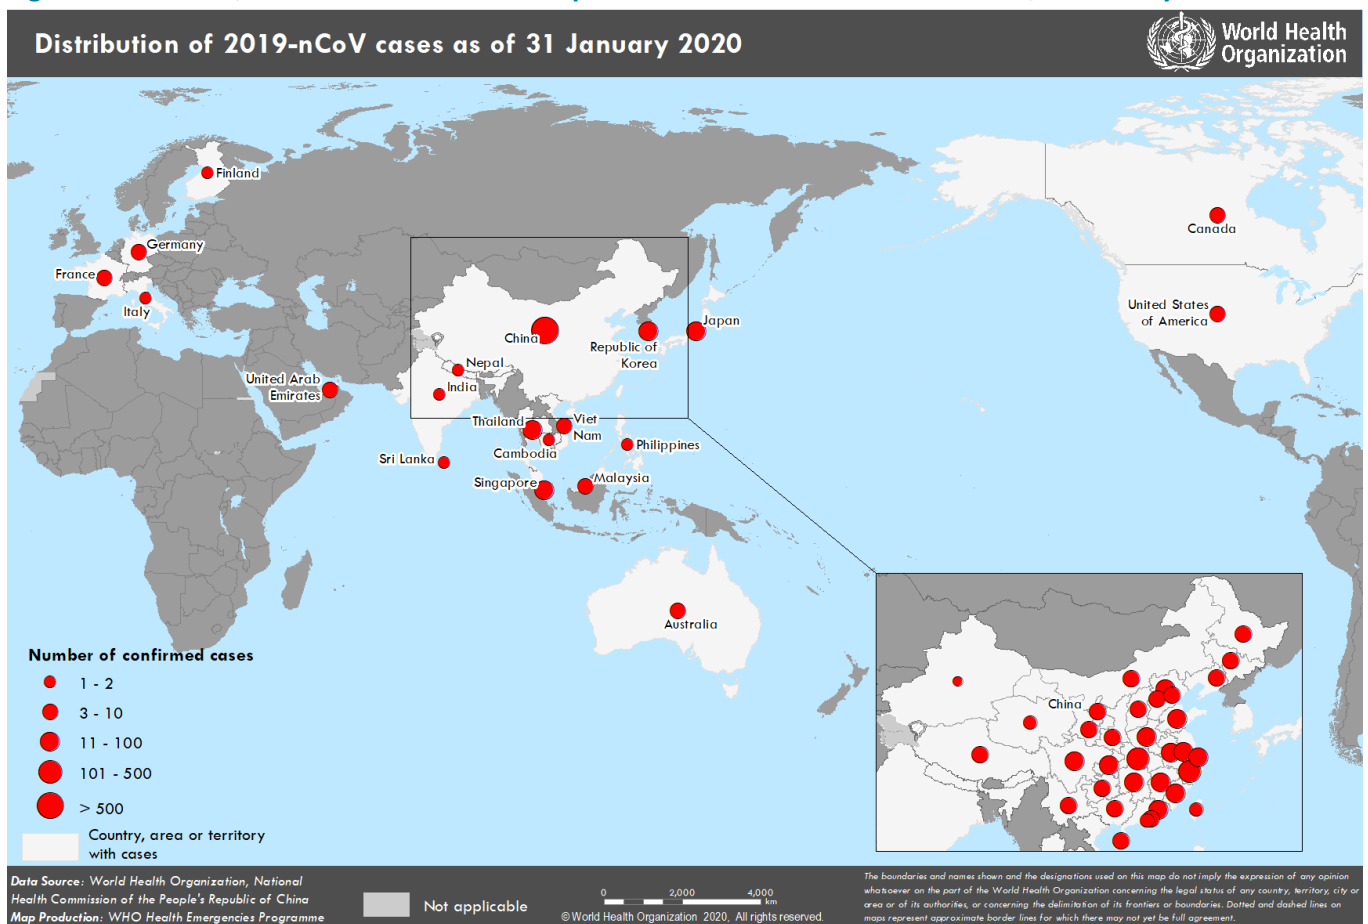 Distribution of 2019-nCoV cases as of 31 January 2020
World Health
Organization
Finland
Germany
France
Italy
Canada
United States
of America
China
Republic of
Korea
Japan
Nepal
India
United Arab
Emirates
Thailand
Viet
Nam
Cambodia
Philippines
Sri Lanka
Singapore
Malaysia
Australia
China
Number of confirmed cases
1 - 2
3 - 10
11 - 100
101 - 500
> 500
Country, area or territory
with cases
Data Source: World Health Organization, National
Health Commission of the People's Republic of China
Map Production: WHO Health Emergencies Programme
Not applicable
0 2,000 4,000
km
© World Health Organization 2020, All rights reserved.
The boundaries and names shown and the designations used on this map do not imply the expression of any opinion
whatsoever on the part of the World Health Organization concerning the legal status of any country, territory, city or
area or of its authorities, or concerning the delimitation of its frontiers or boundaries. Dotted and dashed lines on
maps represent approximate border lines for which there may not yet be full agreement.